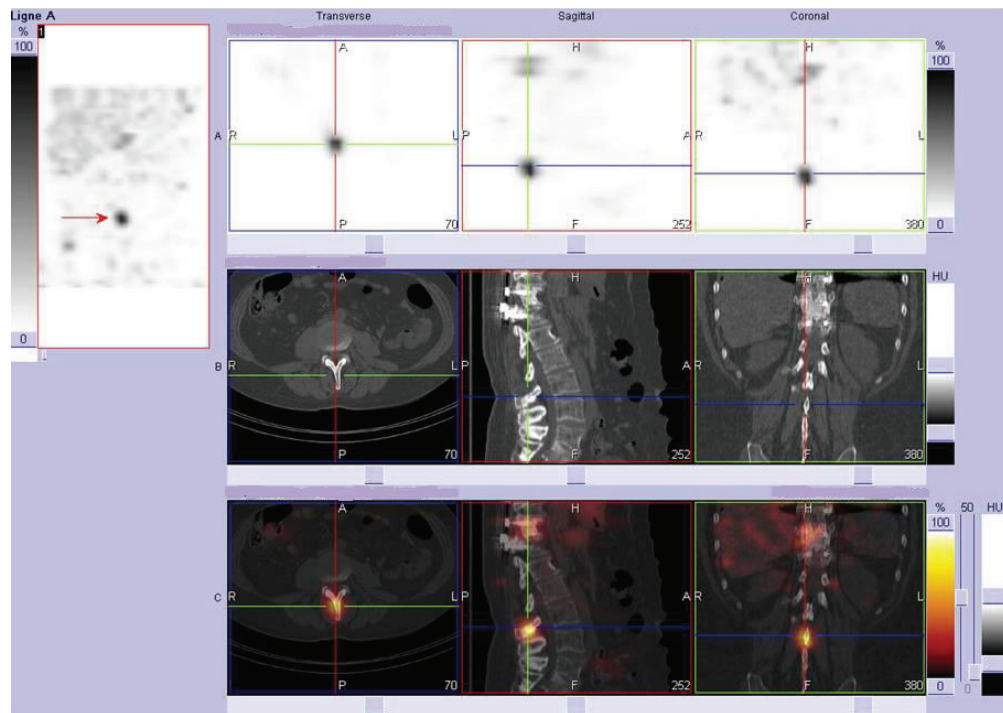 Ligne A
Transverse Sagittal Coronal
% 1 %
100 A H H 100
A R L P A R L
0 P 70 F 252 F 380 0
A H H HU
B R L P A R L
P 70 F 252 F 380
A H H % 50 HU
100
C R L P A R L
P 70 F 252 F 380 0 0